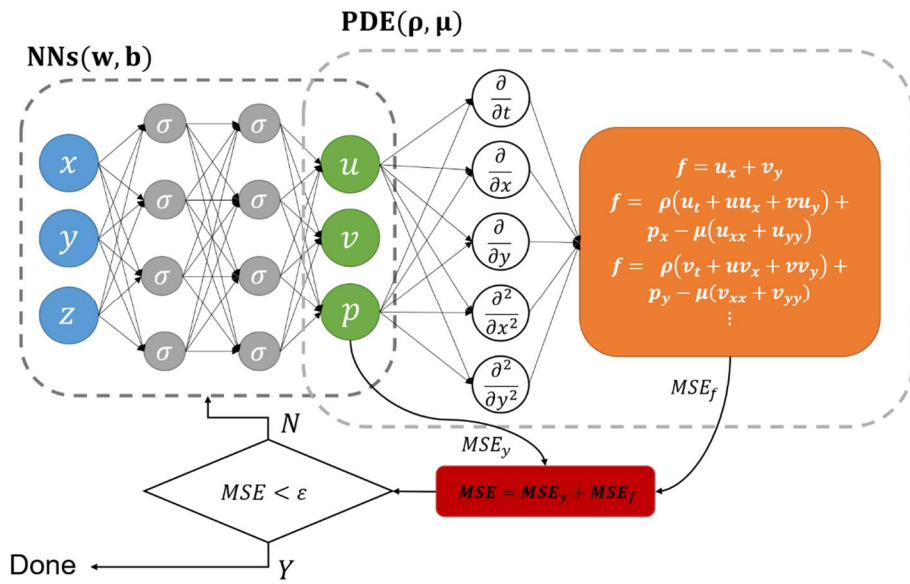 PDE(ρ, μ)
NNs(w, b)
x
y
z
σ
σ
σ
σ
σ
σ
σ
σ
u
v
p
∂/∂t
∂/∂x
∂/∂y
∂²/∂x²
∂²/∂y²
f = u_x + v_y
f = ρ(u_t + uu_x + vu_y) +
p_x − μ(u_xx + u_yy)
f = ρ(v_t + uv_x + vv_y) +
p_y − μ(v_xx + v_yy)
⋮
MSE_f
MSE_y
MSE = MSE_y + MSE_f
N
MSE < ε
Y
Done